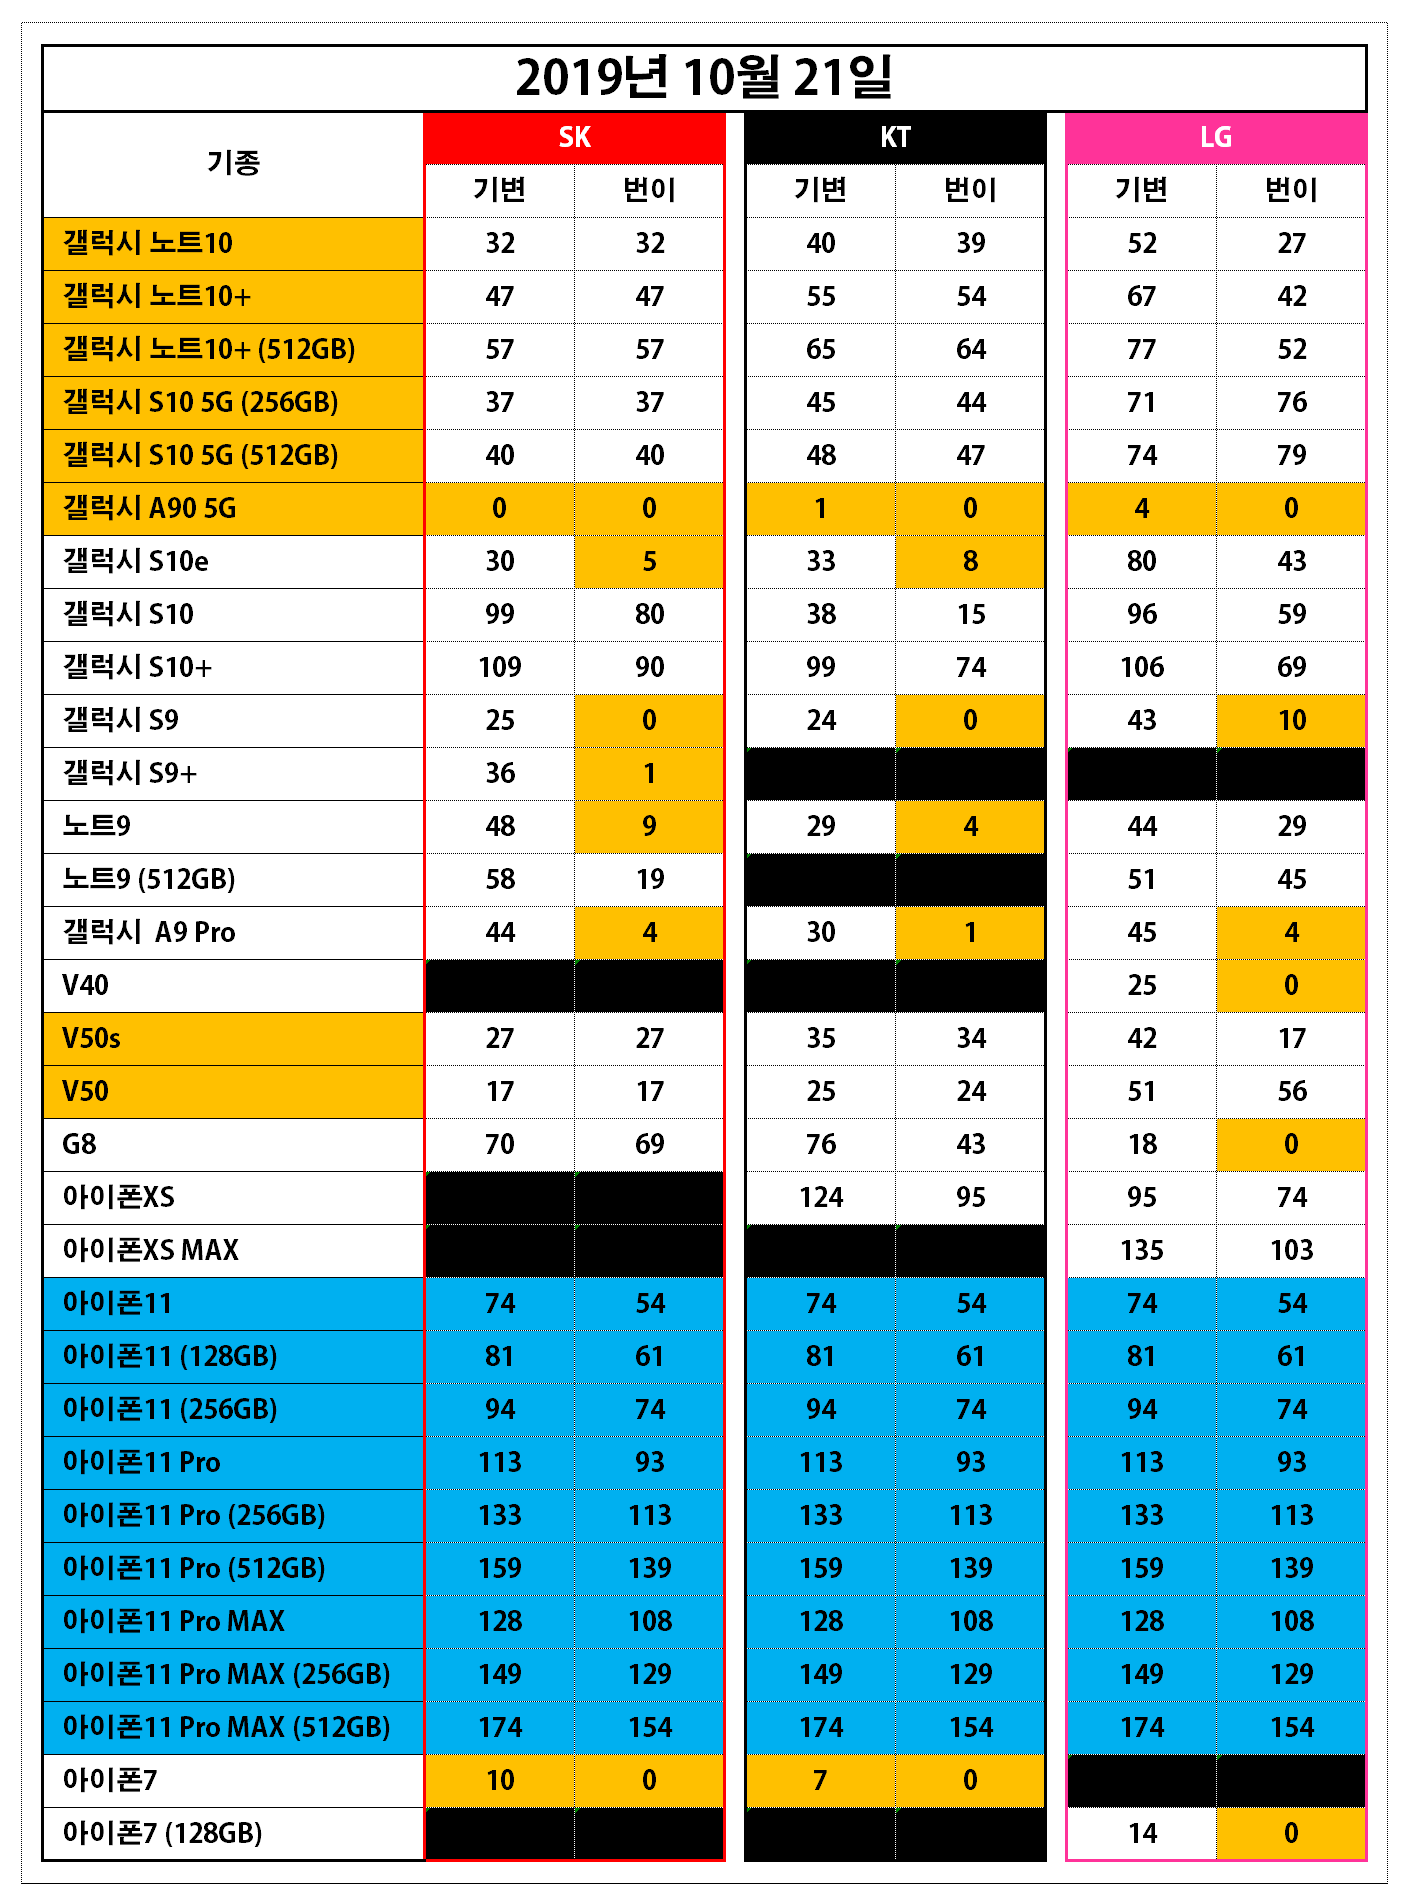 2019년 10월 21일
기종 SK KT LG
기변 번이 기변 번이 기변 번이
갤럭시 노트10 32 32 40 39 52 27
갤럭시 노트10+ 47 47 55 54 67 42
갤럭시 노트10+ (512GB) 57 57 65 64 77 52
갤럭시 S10 5G (256GB) 37 37 45 44 71 76
갤럭시 S10 5G (512GB) 40 40 48 47 74 79
갤럭시 A90 5G 0 0 1 0 4 0
갤럭시 S10e 30 5 33 8 80 43
갤럭시 S10 99 80 38 15 96 59
갤럭시 S10+ 109 90 99 74 106 69
갤럭시 S9 25 0 24 0 43 10
갤럭시 S9+ 36 1
노트9 48 9 29 4 44 29
노트9 (512GB) 58 19 51 45
갤럭시 A9 Pro 44 4 30 1 45 4
V40 25 0
V50s 27 27 35 34 42 17
V50 17 17 25 24 51 56
G8 70 69 76 43 18 0
아이폰XS 124 95 95 74
아이폰XS MAX 135 103
아이폰11 74 54 74 54 74 54
아이폰11 (128GB) 81 61 81 61 81 61
아이폰11 (256GB) 94 74 94 74 94 74
아이폰11 Pro 113 93 113 93 113 93
아이폰11 Pro (256GB) 133 113 133 113 133 113
아이폰11 Pro (512GB) 159 139 159 139 159 139
아이폰11 Pro MAX 128 108 128 108 128 108
아이폰11 Pro MAX (256GB) 149 129 149 129 149 129
아이폰11 Pro MAX (512GB) 174 154 174 154 174 154
아이폰7 10 0 7 0
아이폰7 (128GB) 14 0